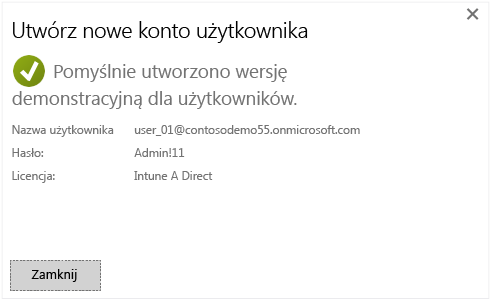 Utwórz nowe konto użytkownika
Pomyślnie utworzono wersję
demonstracyjną dla użytkowników.
Nazwa użytkownika user_01@contosodemo55.onmicrosoft.com
Hasło: Admin!11
Licencja: Intune A Direct
Zamknij